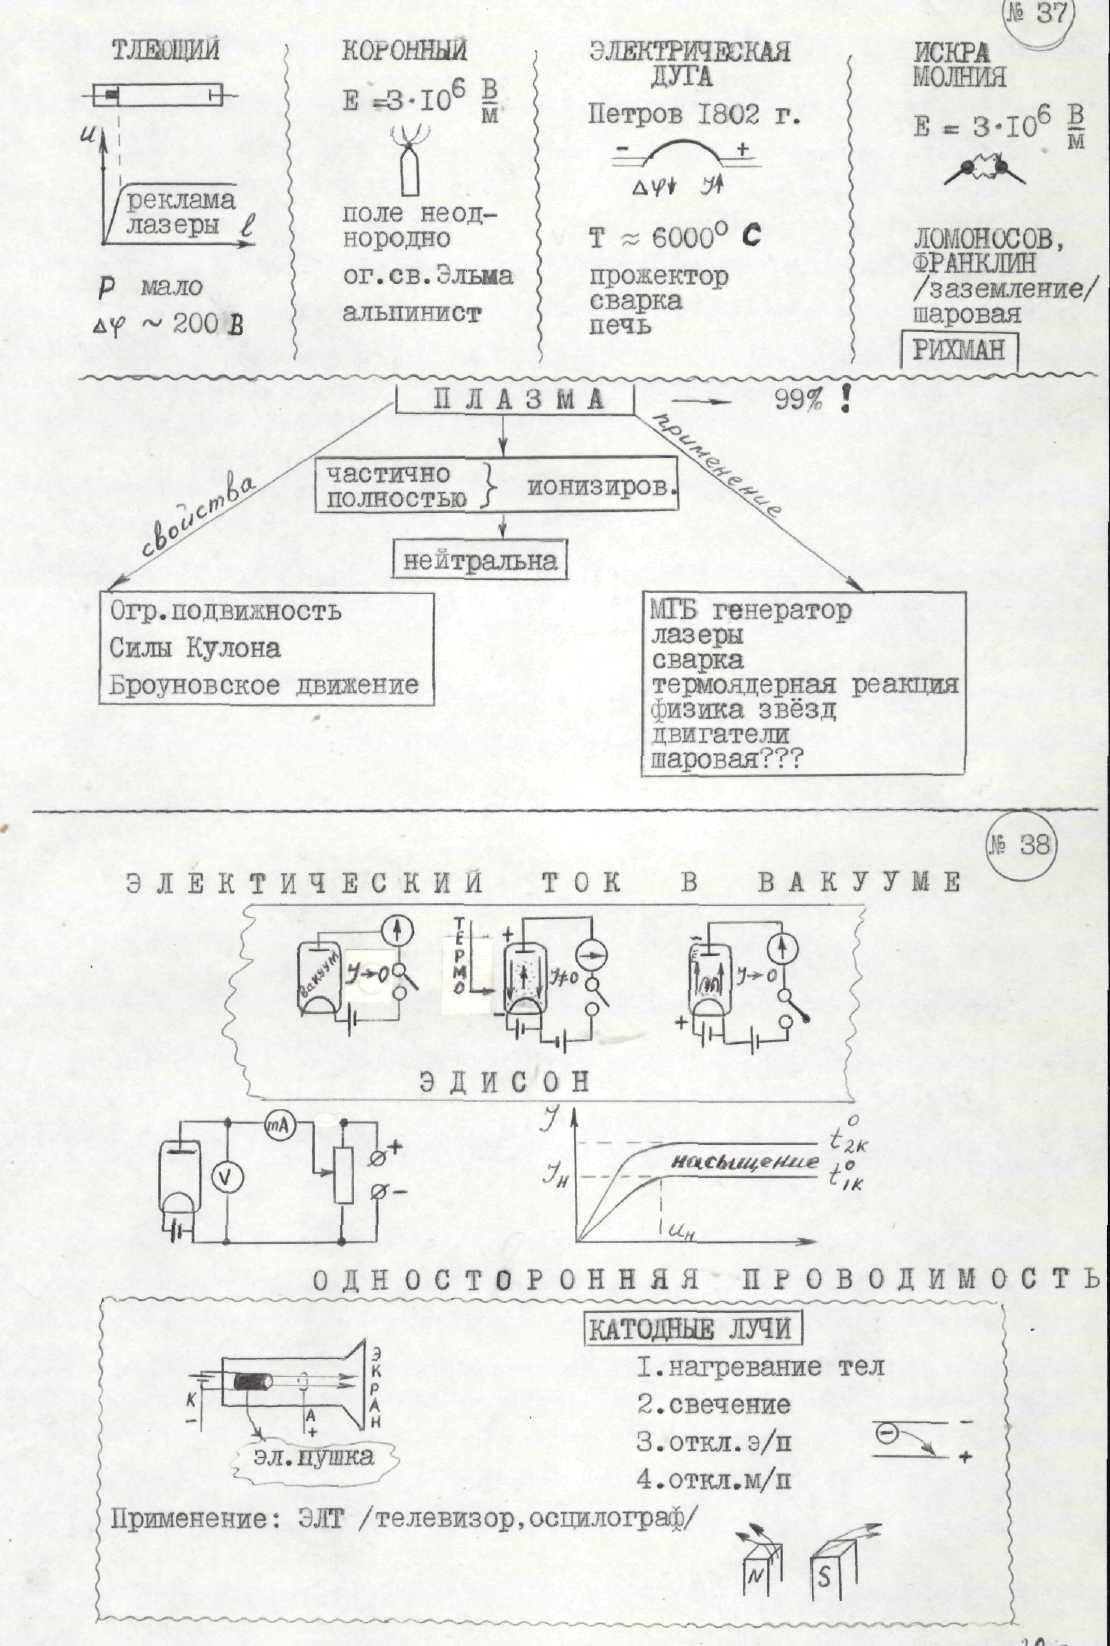 № 37
ТЛЕЮЩИЙ
u
реклама
лазеры
l
P мало
Δφ ~ 200 В
КОРОННЫЙ
E =3·10⁶ В/м
поле неод-
нородно
ог.св.Эльма
альпинист
ЭЛЕКТРИЧЕСКАЯ
ДУГА
Петров 1802 г.
- +
Δφ↓ J↑
T ≈ 6000° С
прожектор
сварка
печь
ИСКРА
МОЛНИЯ
E = 3·10⁶ В/м
ЛОМОНОСОВ,
ФРАНКЛИН
/заземление/
шаровая
РИХМАН
ПЛАЗМА → 99% !
свойства
применение
частично
полностью } ионизиров.
нейтральна
Огр.подвижность
Силы Кулона
Броуновское движение
МГБ генератор
лазеры
сварка
термоядерная реакция
физика звёзд
двигатели
шаровая???
№ 38
ЭЛЕКТИЧЕСКИЙ ТОК В ВАКУУМЕ
вакуум
J→0
ТЕРМО
+
-
J≠0
-
+
J→0
ЭДИСОН
mA
V
+
-
J
Jн
насыщение
t°2к
t°1к
uн
ОДНОСТОРОННЯЯ ПРОВОДИМОСТЬ
К
-
А
+
ЭКРАН
эл.пушка
КАТОДНЫЕ ЛУЧИ
1.нагревание тел
2.свечение
3.откл.э/п
4.откл.м/п
-
- +
Применение: ЭЛТ /телевизор,осцилограф/
N S